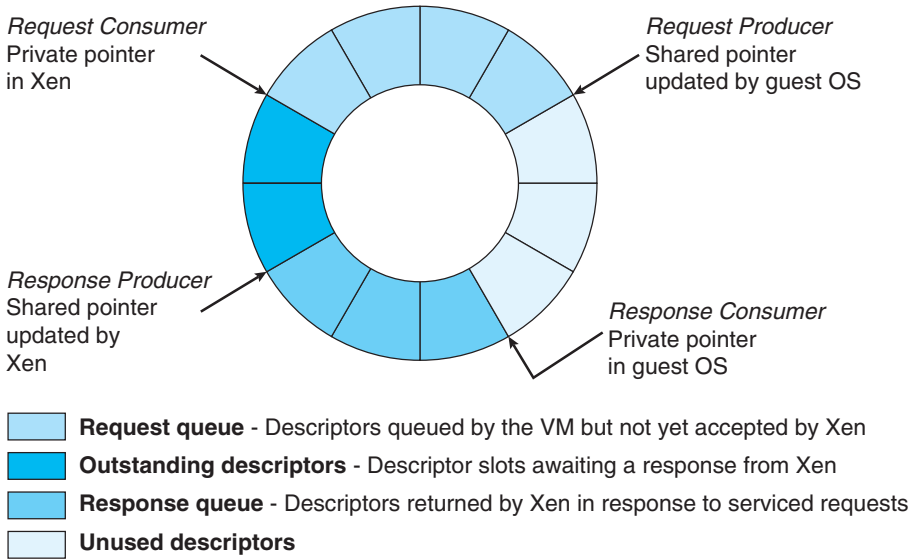 Request Consumer
Private pointer
in Xen
Request Producer
Shared pointer
updated by guest OS
Response Producer
Shared pointer
updated by
Xen
Response Consumer
Private pointer
in guest OS
Request queue - Descriptors queued by the VM but not yet accepted by Xen
Outstanding descriptors - Descriptor slots awaiting a response from Xen
Response queue - Descriptors returned by Xen in response to serviced requests
Unused descriptors